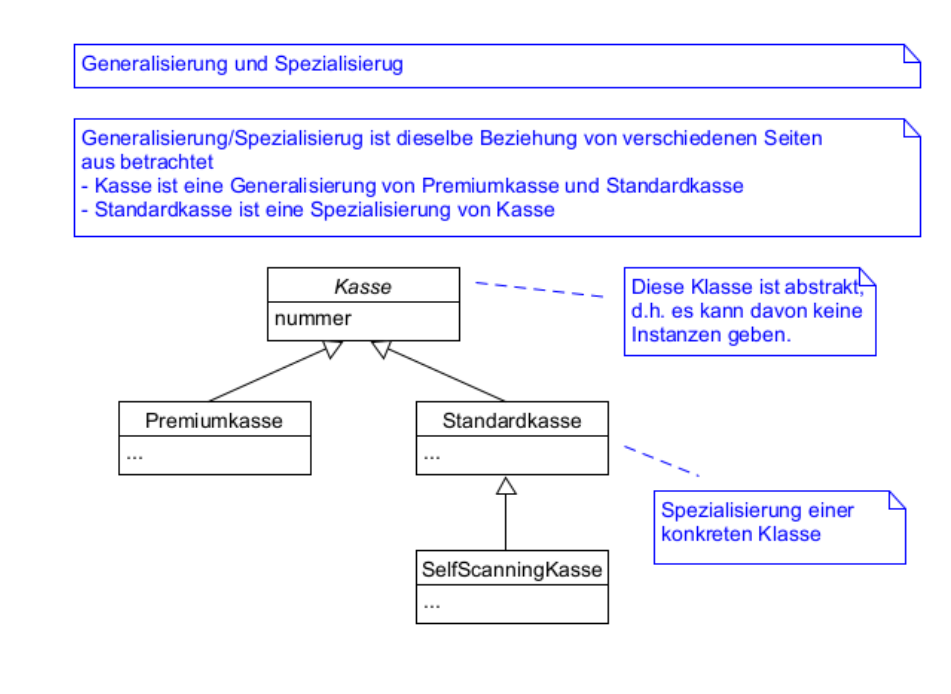 Generalisierung und Spezialisierug
Generalisierung/Spezialisierug ist dieselbe Beziehung von verschiedenen Seiten
aus betrachtet
- Kasse ist eine Generalisierung von Premiumkasse und Standardkasse
- Standardkasse ist eine Spezialisierung von Kasse
Kasse
nummer
Diese Klasse ist abstrakt,
d.h. es kann davon keine
Instanzen geben.
Premiumkasse
...
Standardkasse
...
Spezialisierung einer
konkreten Klasse
SelfScanningKasse
...